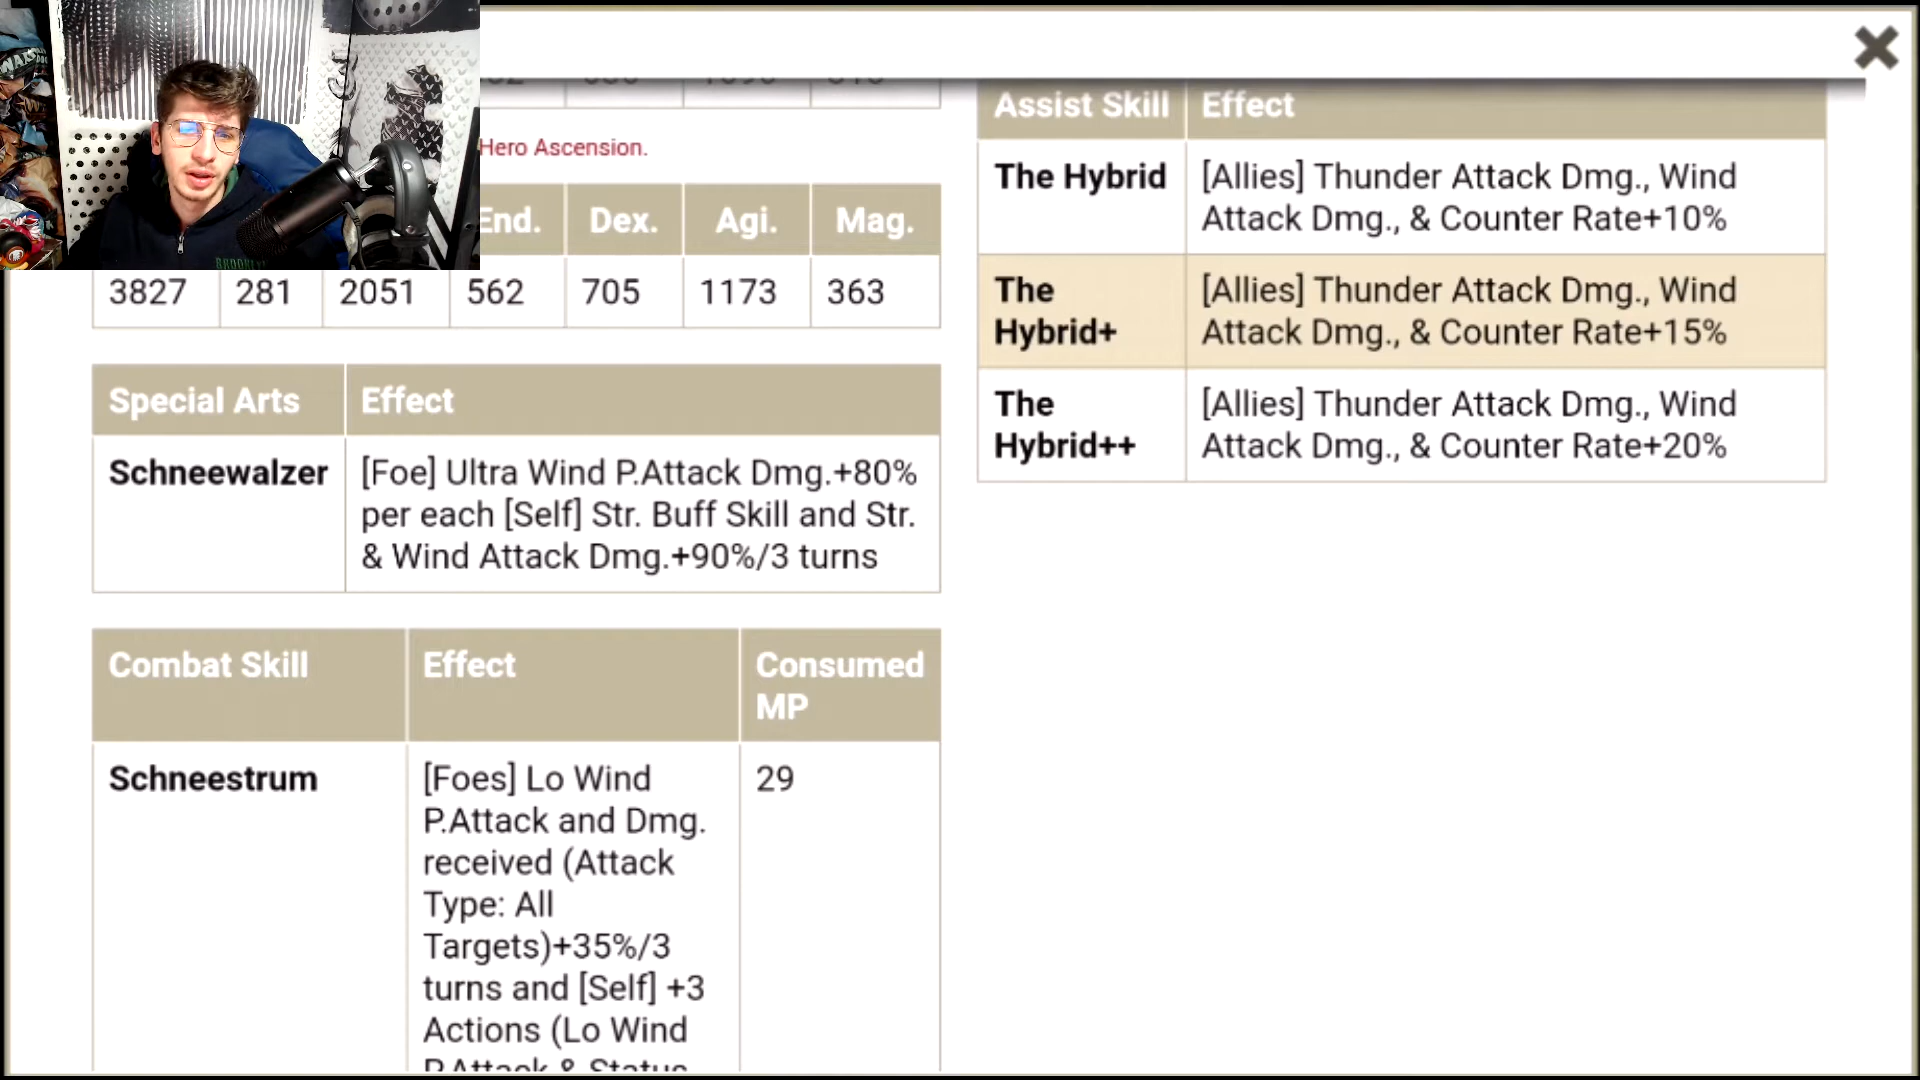 Hero Ascension.
End. Dex. Agi. Mag.
3827 281 2051 562 705 1173 363
Special Arts Effect
Schneewalzer [Foe] Ultra Wind P.Attack Dmg.+80%
per each [Self] Str. Buff Skill and Str.
& Wind Attack Dmg.+90%/3 turns
Combat Skill Effect Consumed
MP
Schneestrum [Foes] Lo Wind 29
P.Attack and Dmg.
received (Attack
Type: All
Targets)+35%/3
turns and [Self] +3
Actions (Lo Wind
P.Attack & Status
Assist Skill Effect
The Hybrid [Allies] Thunder Attack Dmg., Wind
Attack Dmg., & Counter Rate+10%
The [Allies] Thunder Attack Dmg., Wind
Hybrid+ Attack Dmg., & Counter Rate+15%
The [Allies] Thunder Attack Dmg., Wind
Hybrid++ Attack Dmg., & Counter Rate+20%